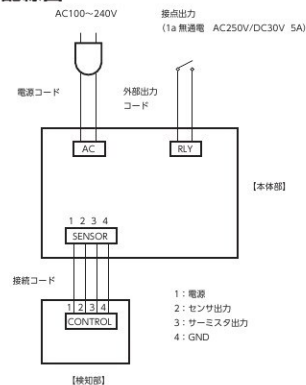 AC100～240V
接点出力
（1a 無通電 AC250V/DC30V 5A）
電源コード
外部出力
コード
AC
RLY
【本体部】
1 2 3 4
SENSOR
接続コード
1 2 3 4
CONTROL
1：電源
2：センサ出力
3：サーミスタ出力
4：GND
【検知部】